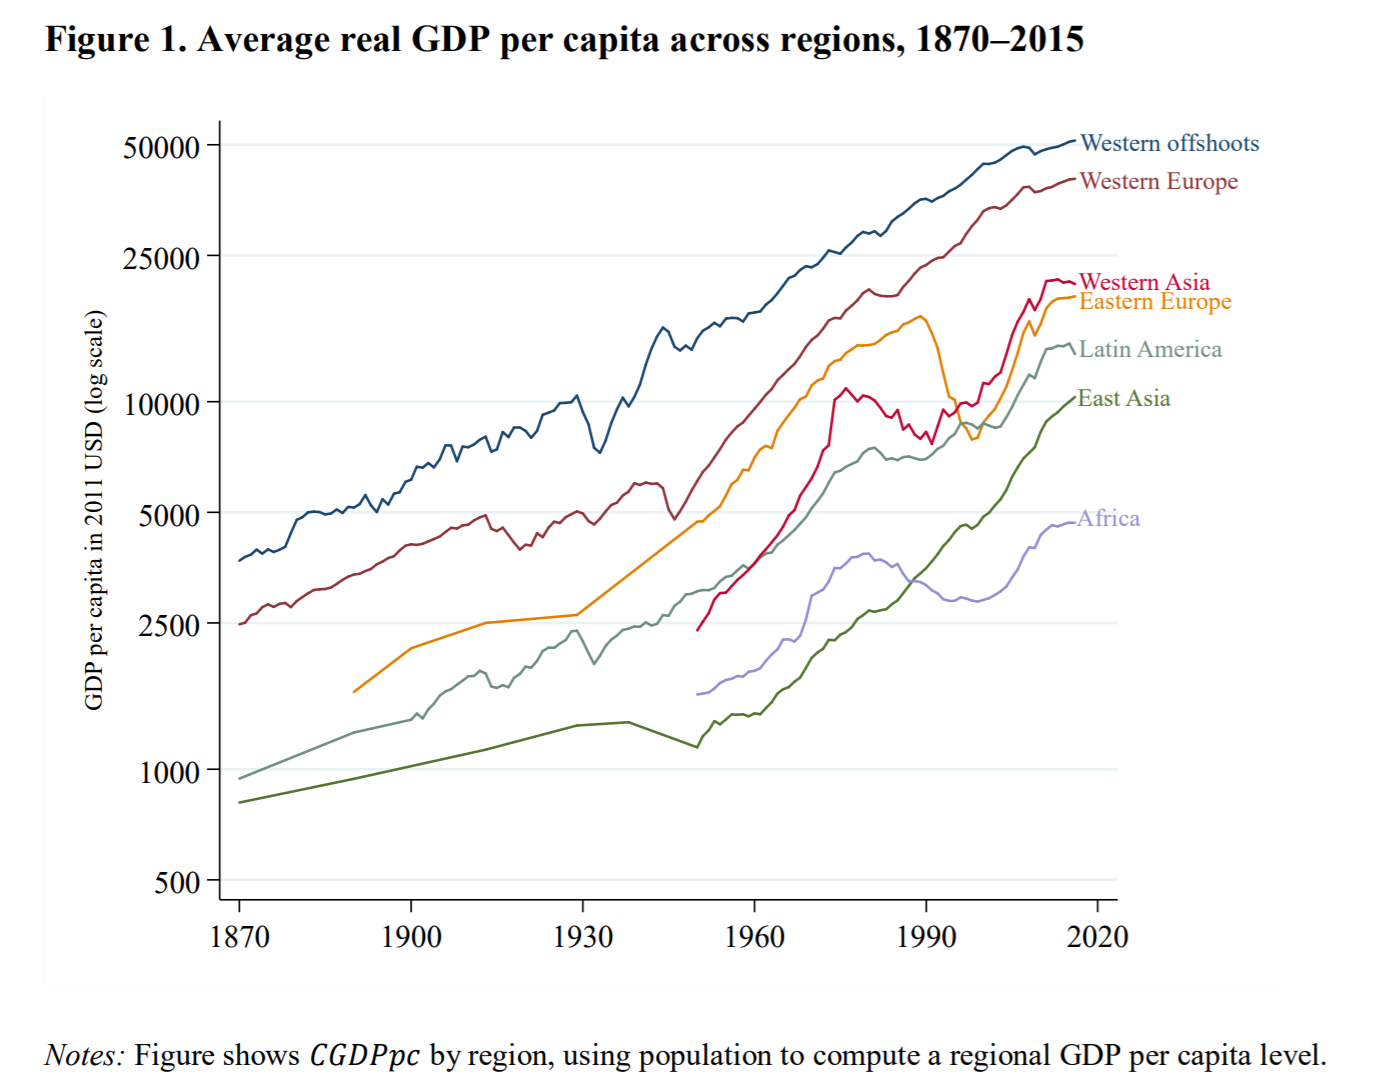 Figure 1. Average real GDP per capita across regions, 1870–2015
GDP per capita in 2011 USD (log scale)
50000
25000
10000
5000
2500
1000
500
Western offshoots
Western Europe
Western Asia
Eastern Europe
Latin America
East Asia
Africa
1870 1900 1930 1960 1990 2020
Notes: Figure shows CGDPpc by region, using population to compute a regional GDP per capita level.